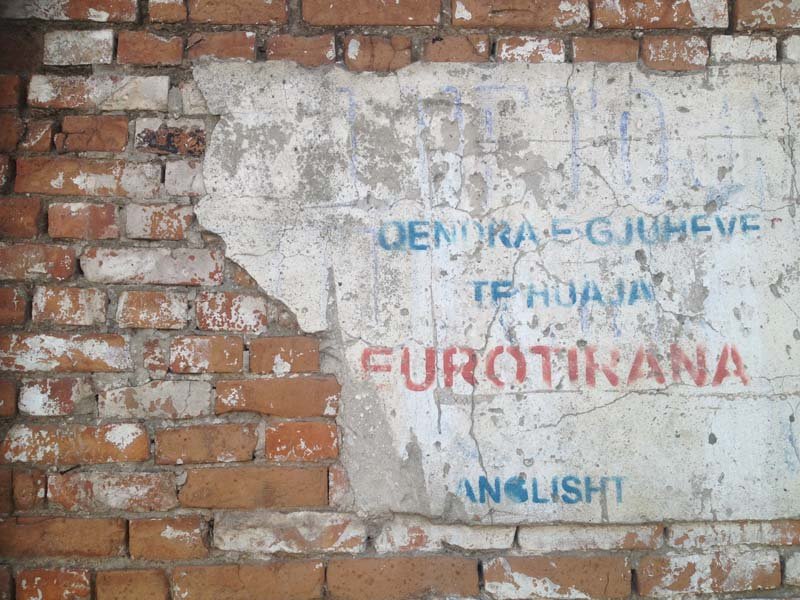 QENDRA E GJUHEVE
TE HUAJA
EUROTIRANA
ANGLISHT